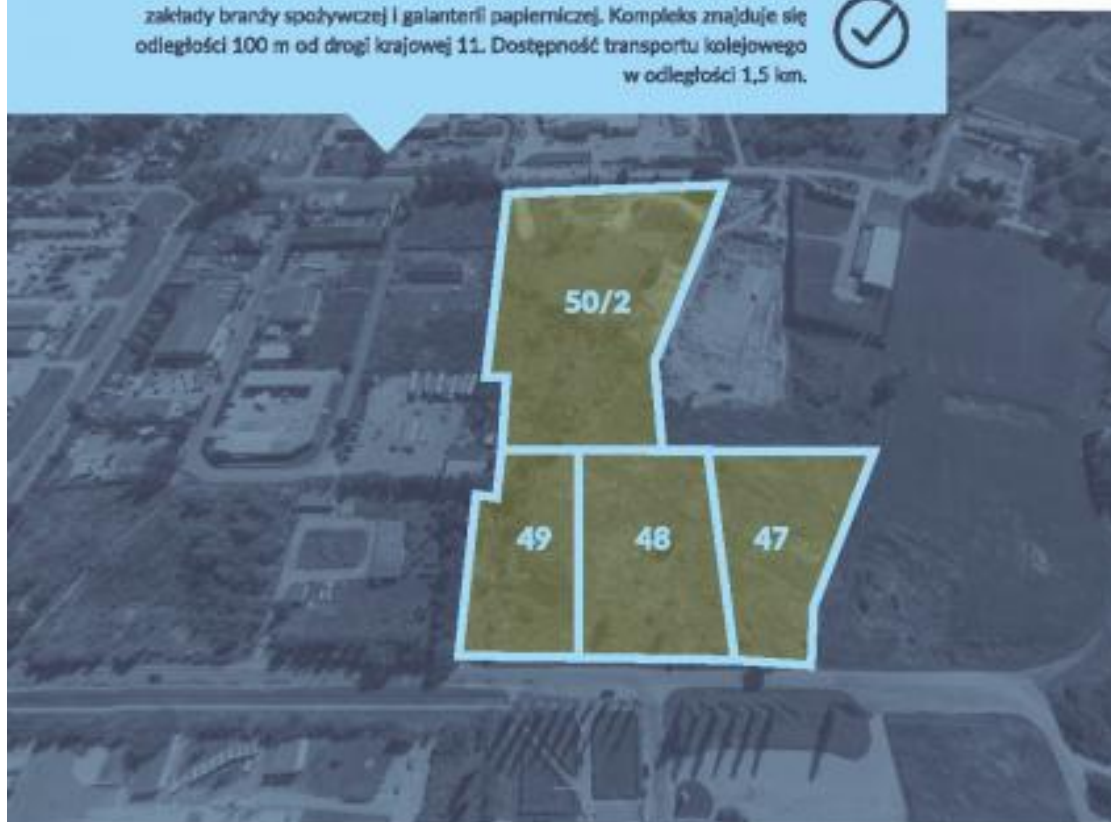 zakłady branży spożywczej i galanterii papierniczej. Kompleks znajduje się
odległości 100 m od drogi krajowej 11. Dostępność transportu kolejowego
w odległości 1,5 km.
50/2
49
48
47